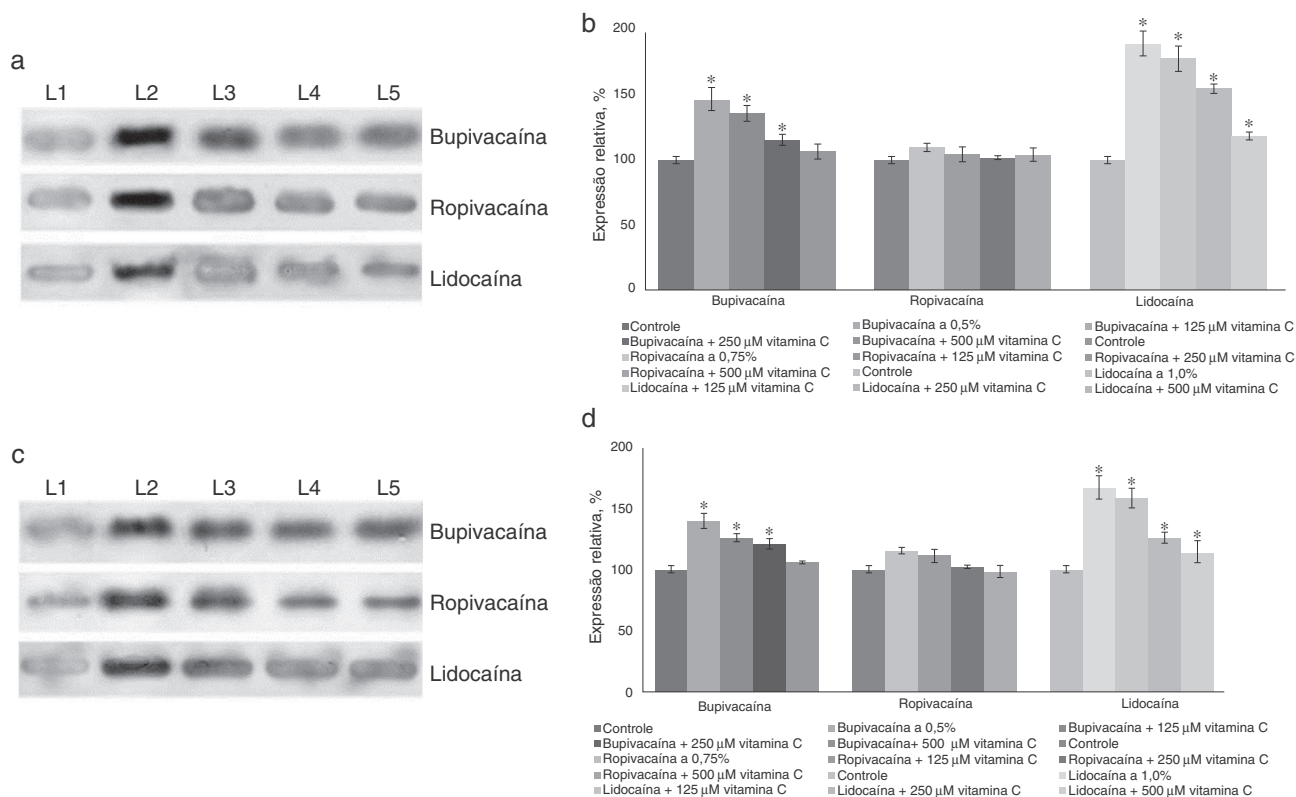 a
L1 L2 L3 L4 L5
Bupivacaína
Ropivacaína
Lidocaína
b
Expressão relativa, %
200
150
100
50
0
* * *
* * * *
Bupivacaína Ropivacaína Lidocaína
Controle Bupivacaína a 0,5% Bupivacaína + 125 µM vitamina C
Bupivacaína + 250 µM vitamina C Bupivacaína + 500 µM vitamina C Controle
Ropivacaína a 0,75% Ropivacaína + 125 µM vitamina C Ropivacaína + 250 µM vitamina C
Ropivacaína + 500 µM vitamina C Controle Lidocaína a 1,0%
Lidocaína + 125 µM vitamina C Lidocaína + 250 µM vitamina C Lidocaína + 500 µM vitamina C
c
L1 L2 L3 L4 L5
Bupivacaína
Ropivacaína
Lidocaína
d
Expressão relativa, %
200
150
100
50
0
* * *
* * * *
Bupivacaína Ropivacaína Lidocaína
Controle Bupivacaína a 0,5% Bupivacaína + 125 µM vitamina C
Bupivacaína + 250 µM vitamina C Bupivacaína+ 500 µM vitamina C Controle
Ropivacaína a 0,75% Ropivacaína + 125 µM vitamina C Ropivacaína + 250 µM vitamina C
Ropivacaína + 500 µM vitamina C Controle Lidocaína a 1,0%
Lidocaína + 125 µM vitamina C Lidocaína + 250 µM vitamina C Lidocaína + 500 µM vitamina C